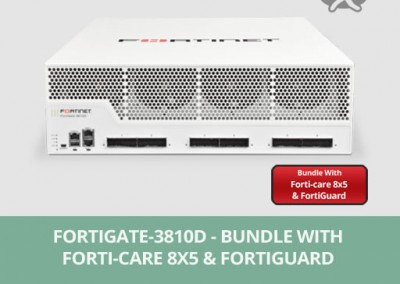 FORTINET
FORTINET
Bundle With
Forti-care 8x5
& FortiGuard
FORTIGATE-3810D - BUNDLE WITH
FORTI-CARE 8X5 & FORTIGUARD